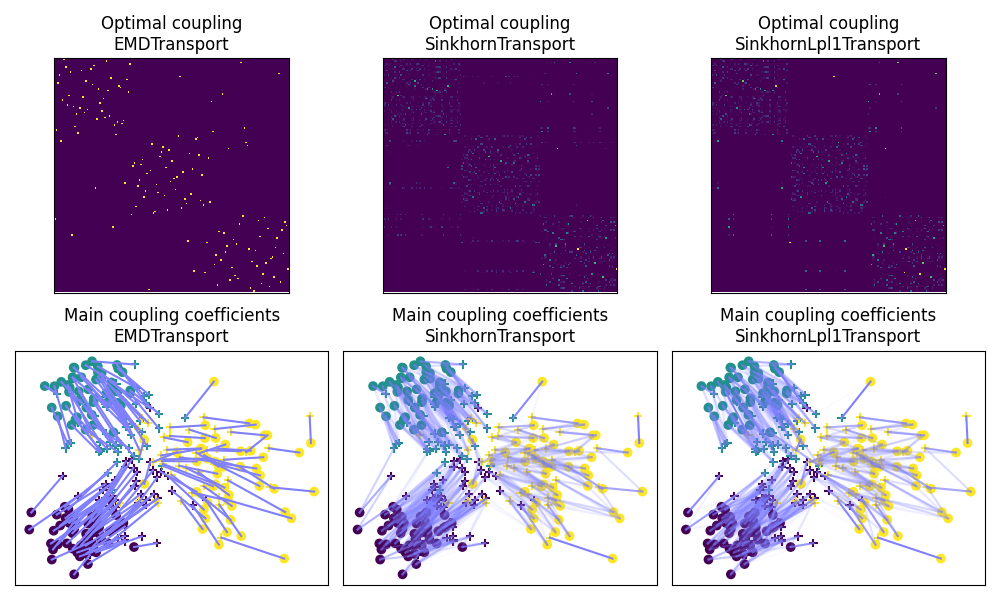 Optimal coupling
EMDTransport
Optimal coupling
SinkhornTransport
Optimal coupling
SinkhornLpl1Transport
Main coupling coefficients
EMDTransport
Main coupling coefficients
SinkhornTransport
Main coupling coefficients
SinkhornLpl1Transport